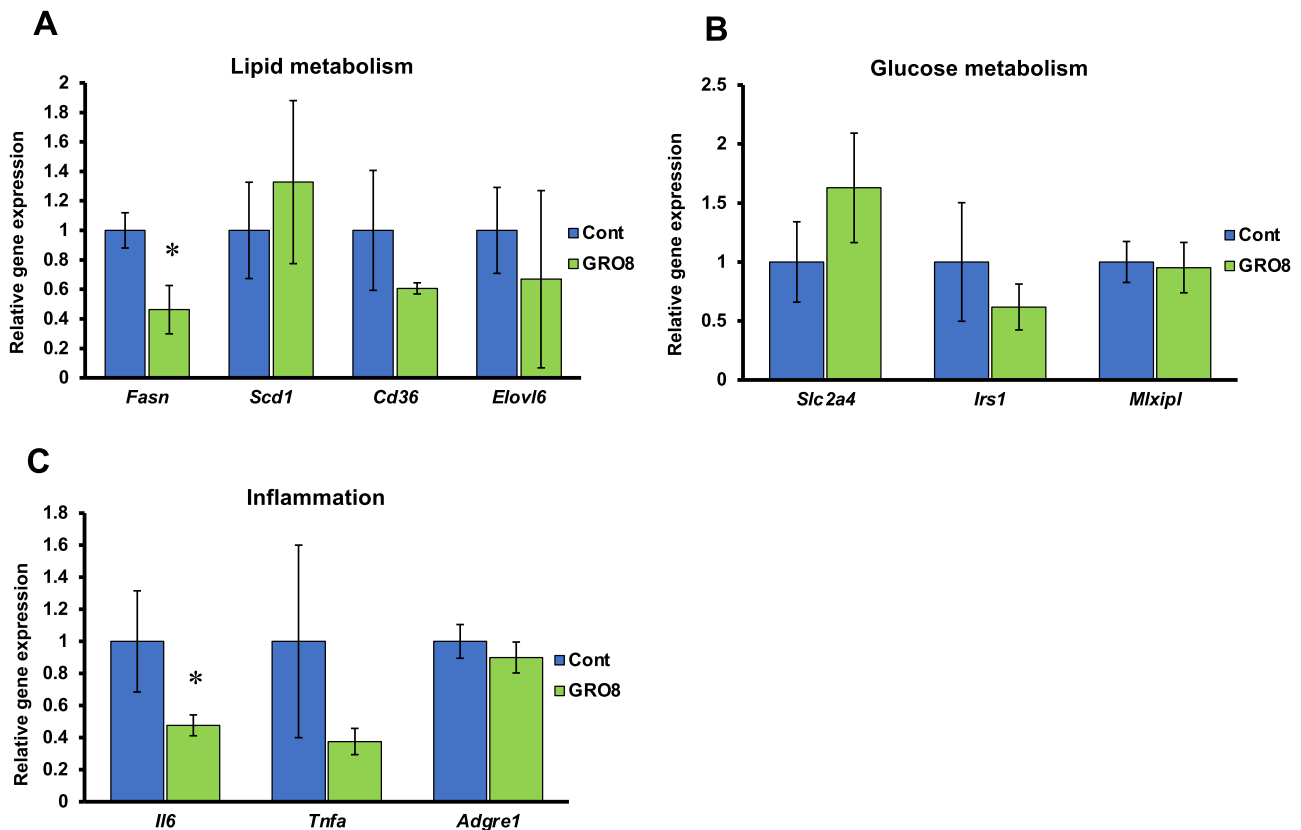 A
Lipid metabolism
Relative gene expression
2
1.8
1.6
1.4
1.2
1
0.8
0.6
0.4
0.2
0
*
Cont
GRO8
Fasn Scd1 Cd36 Elovl6
B
Glucose metabolism
Relative gene expression
2.5
2
1.5
1
0.5
0
Cont
GRO8
Slc2a4 Irs1 Mlxipl
C
Inflammation
Relative gene expression
1.8
1.6
1.4
1.2
1
0.8
0.6
0.4
0.2
0
*
Cont
GRO8
Il6 Tnfa Adgre1